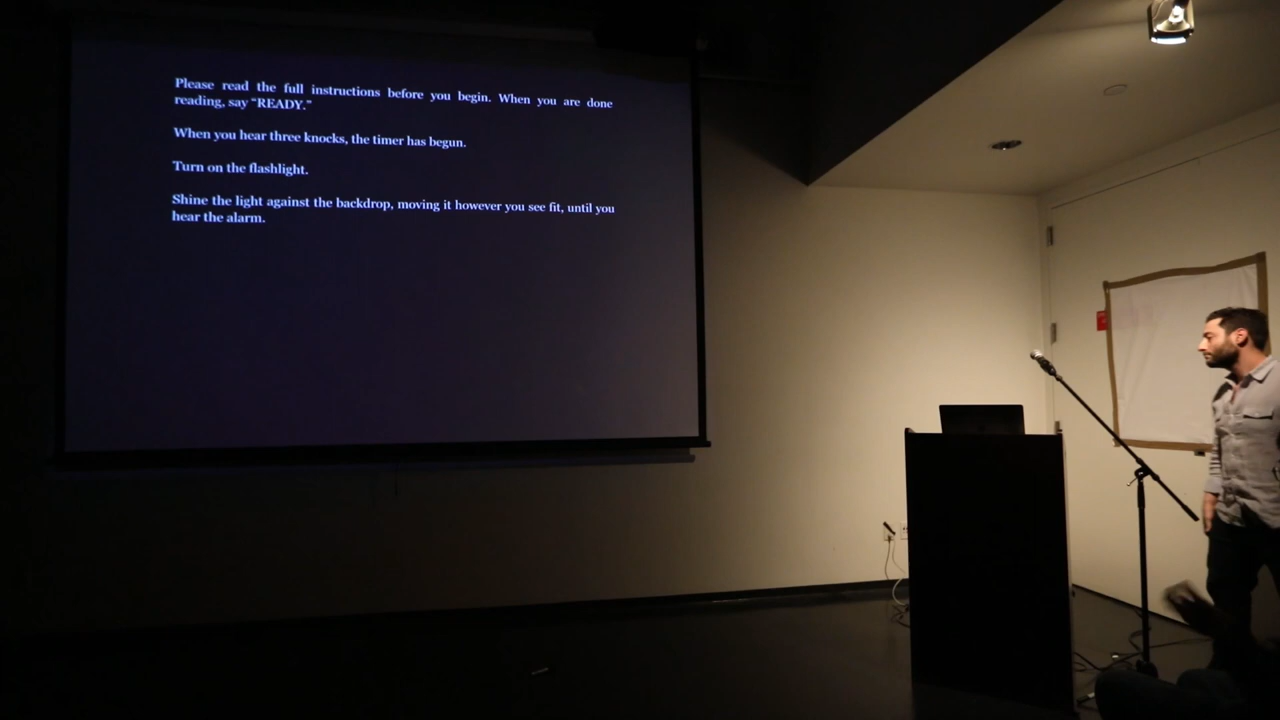 Please read the full instructions before you begin. When you are done
reading, say “READY.”
When you hear three knocks, the timer has begun.
Turn on the flashlight.
Shine the light against the backdrop, moving it however you see fit, until you
hear the alarm.